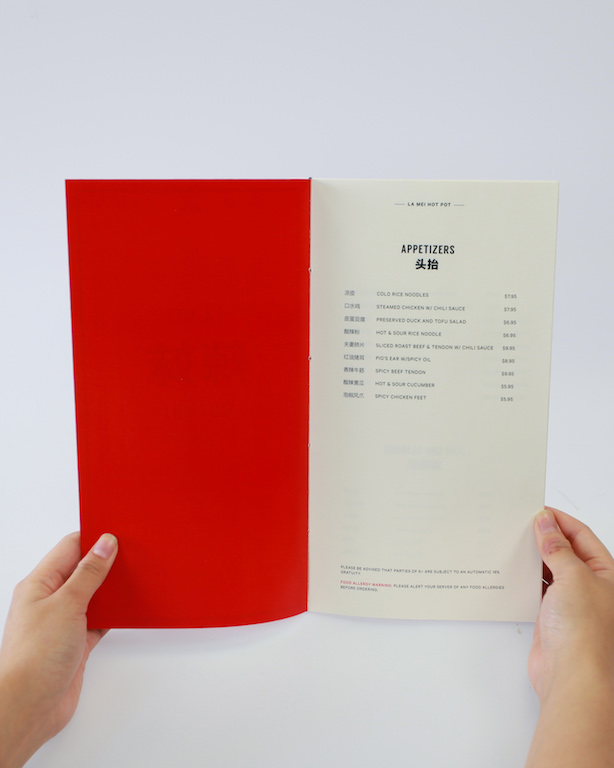 LA MEI HOT POT
APPETIZERS
头抬
凉皮 COLD RICE NOODLES $7.95
口水鸡 STEAMED CHICKEN W/ CHILI SAUCE $7.95
皮蛋豆腐 PRESERVED DUCK AND TOFU SALAD $6.95
酸辣粉 HOT & SOUR RICE NOODLE $6.95
夫妻肺片 SLICED ROAST BEEF & TENDON W/ CHILI SAUCE $9.95
红油猪耳 PIG'S EAR W/SPICY OIL $9.95
香辣牛筋 SPICY BEEF TENDON $9.95
酸辣黄瓜 HOT & SOUR CUCUMBER $5.95
泡椒凤爪 SPICY CHICKEN FEET $5.95
PLEASE BE ADVISED THAT PARTIES OF 6+ ARE SUBJECT TO AN AUTOMATIC 18%
GRATUITY.
FOOD ALLERGY WARNING: PLEASE ALERT YOUR SERVER OF ANY FOOD ALLERGIES
BEFORE ORDERING